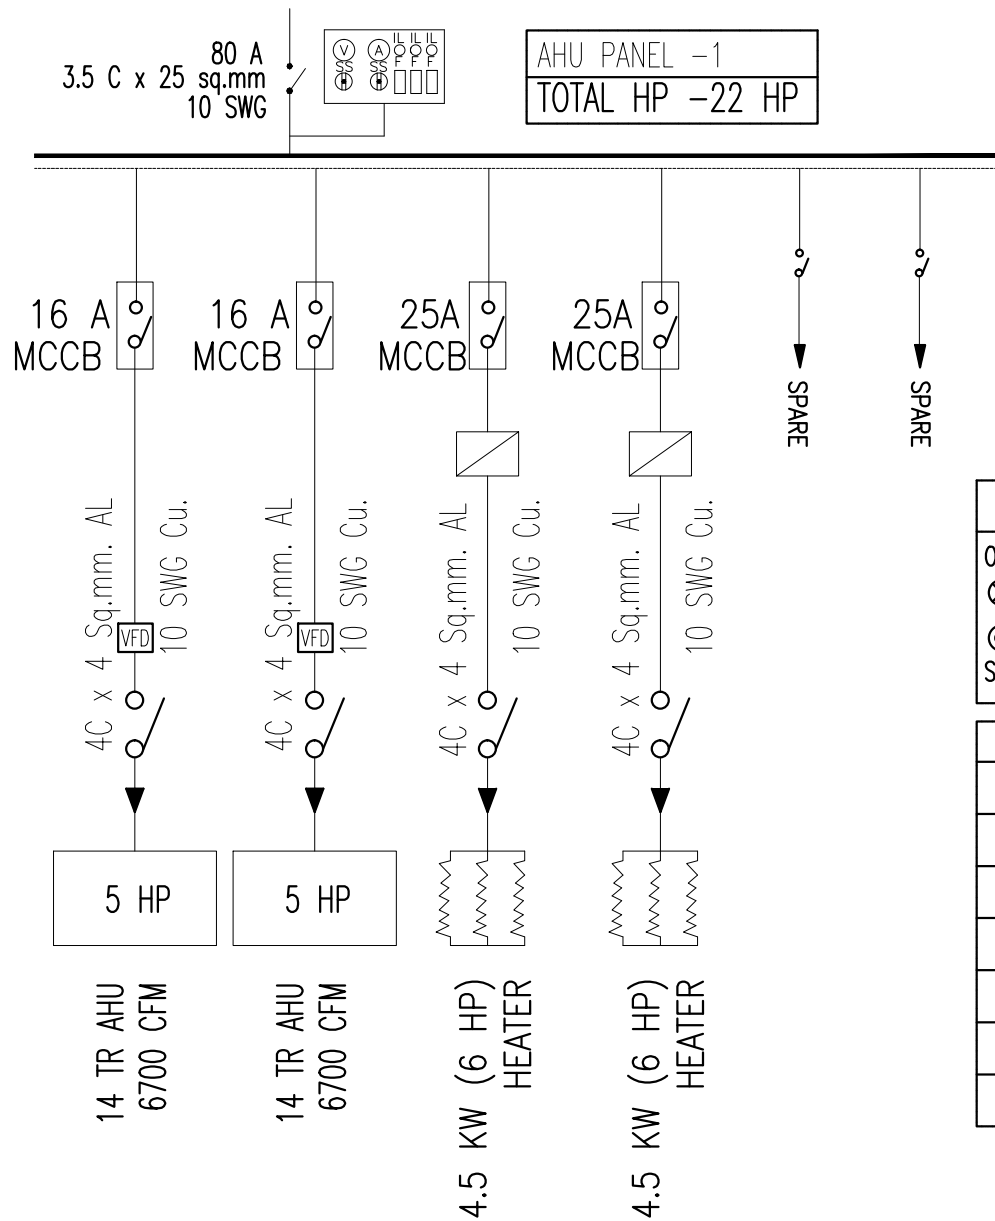 80 A
3.5 C x 25 sq.mm
10 SWG
V A IL IL IL
SS SS F F F
AHU PANEL -1
TOTAL HP -22 HP
16 A
MCCB
16 A
MCCB
25A
MCCB
25A
MCCB
SPARE
SPARE
4C x 4 Sq.mm. AL
10 SWG Cu.
4C x 4 Sq.mm. AL
10 SWG Cu.
4C x 4 Sq.mm. AL
10 SWG Cu.
4C x 4 Sq.mm. AL
10 SWG Cu.
VFD
VFD
5 HP
5 HP
14 TR AHU
6700 CFM
14 TR AHU
6700 CFM
4.5 KW (6 HP)
HEATER
4.5 KW (6 HP)
HEATER